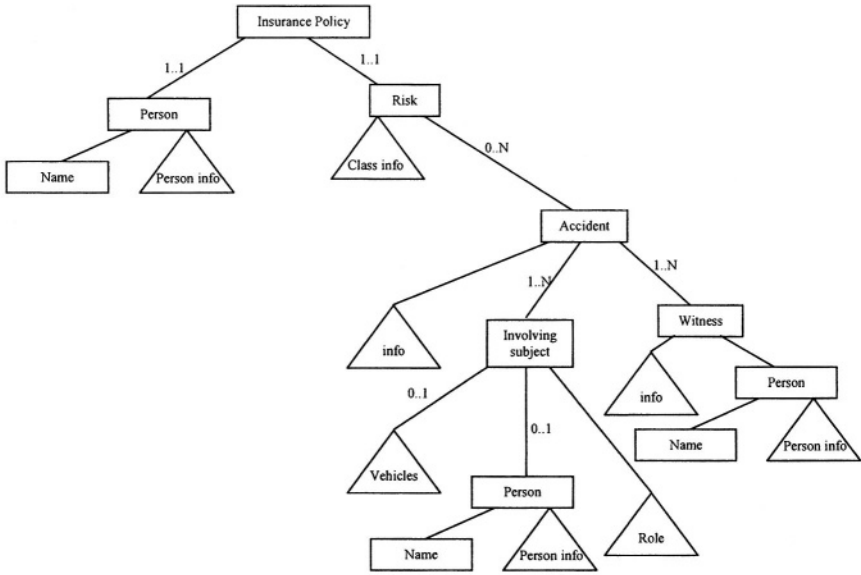 Insurance Policy
1..1
1..1
Person
Risk
Name
Person info
Class info
0..N
Accident
1..N
1..N
info
Involving
subject
Witness
0..1
0..1
info
Person
Name
Person info
Vehicles
Person
Role
Name
Person info